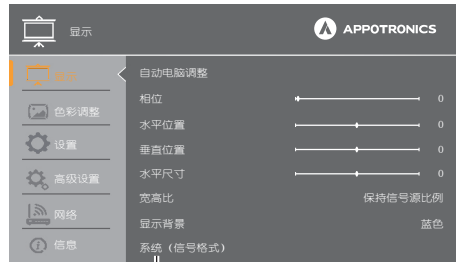 显示
APPOTRONICS
显示
色彩调整
设置
高级设置
网络
信息
自动电脑调整
相位 0
水平位置 0
垂直位置 0
水平尺寸 0
宽高比 保持信号源比例
显示背景 蓝色
系统（信号格式）